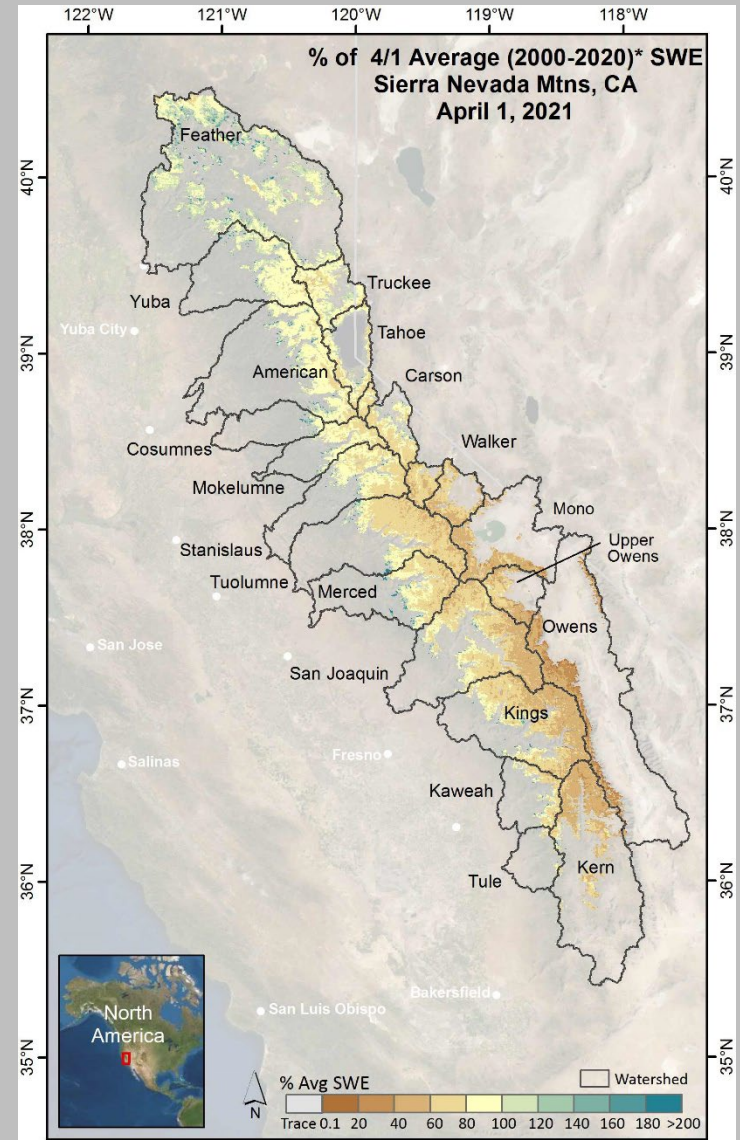 122°W 121°W 120°W 119°W 118°W
% of 4/1 Average (2000-2020)* SWE
Sierra Nevada Mtns, CA
April 1, 2021
40°N
40°N
39°N
39°N
38°N
38°N
37°N
37°N
36°N
36°N
35°N
35°N
Feather
Truckee
Yuba
Yuba City
Tahoe
American
Carson
Cosumnes
Walker
Mokelumne
Mono
Stanislaus
Upper
Owens
Tuolumne
Merced
Owens
San Jose
San Joaquin
Kings
Salinas
Fresno
Kaweah
Kern
Tule
Bakersfield
San Luis Obispo
North
America
N
% Avg SWE
Watershed
Trace 0.1 20 40 60 80 100 120 140 160 180 >200